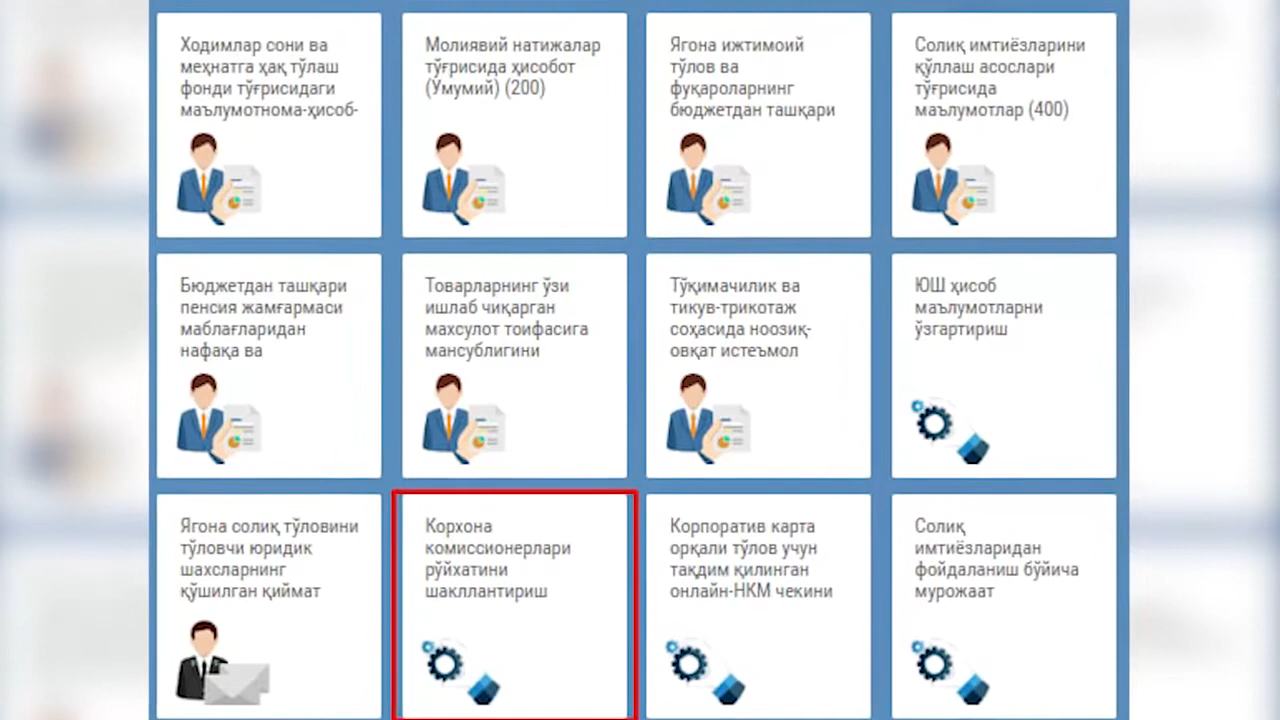 Ходимлар сони ва
меҳнатга ҳақ тўлаш
фонди тўғрисидаги
маълумотнома-ҳисоб-
Молиявий натижалар
тўғрисида ҳисобот
(Умумий) (200)
Ягона ижтимоий
тўлов ва
фуқароларнинг
бюджетдан ташқари
Солиқ имтиёзларини
қўллаш асослари
тўғрисида
маълумотлар (400)
Бюджетдан ташқари
пенсия жамғармаси
маблағларидан
нафақа ва
Товарларнинг ўзи
ишлаб чиқарган
махсулот тоифасига
мансублигини
Тўқимачилик ва
тикув-трикотаж
соҳасида ноозиқ-
овқат истеъмол
ЮШ ҳисоб
маълумотларни
ўзгартириш
Ягона солиқ тўловини
тўловчи юридик
шахсларнинг
қўшилган қиймат
Корхона
комиссионерлари
рўйхатини
шакллантириш
Корпоратив карта
орқали тўлов учун
тақдим қилинган
онлайн-НКМ чекини
Солиқ
имтиёзларидан
фойдаланиш бўйича
мурожаат